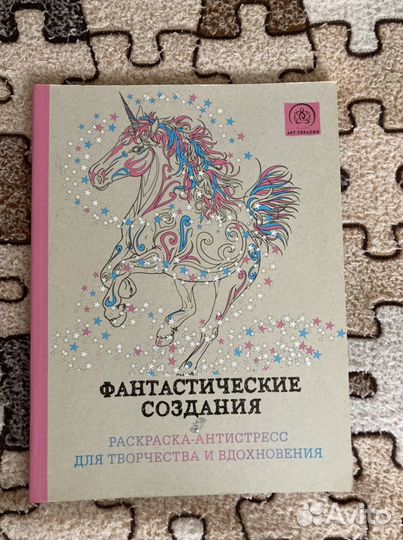 АРТ-ТЕРАПИЯ
ФАНТАСТИЧЕСКИЕ
СОЗДАНИЯ
РАСКРАСКА-АНТИСТРЕСС
ДЛЯ ТВОРЧЕСТВА И ВДОХНОВЕНИЯ
Avito